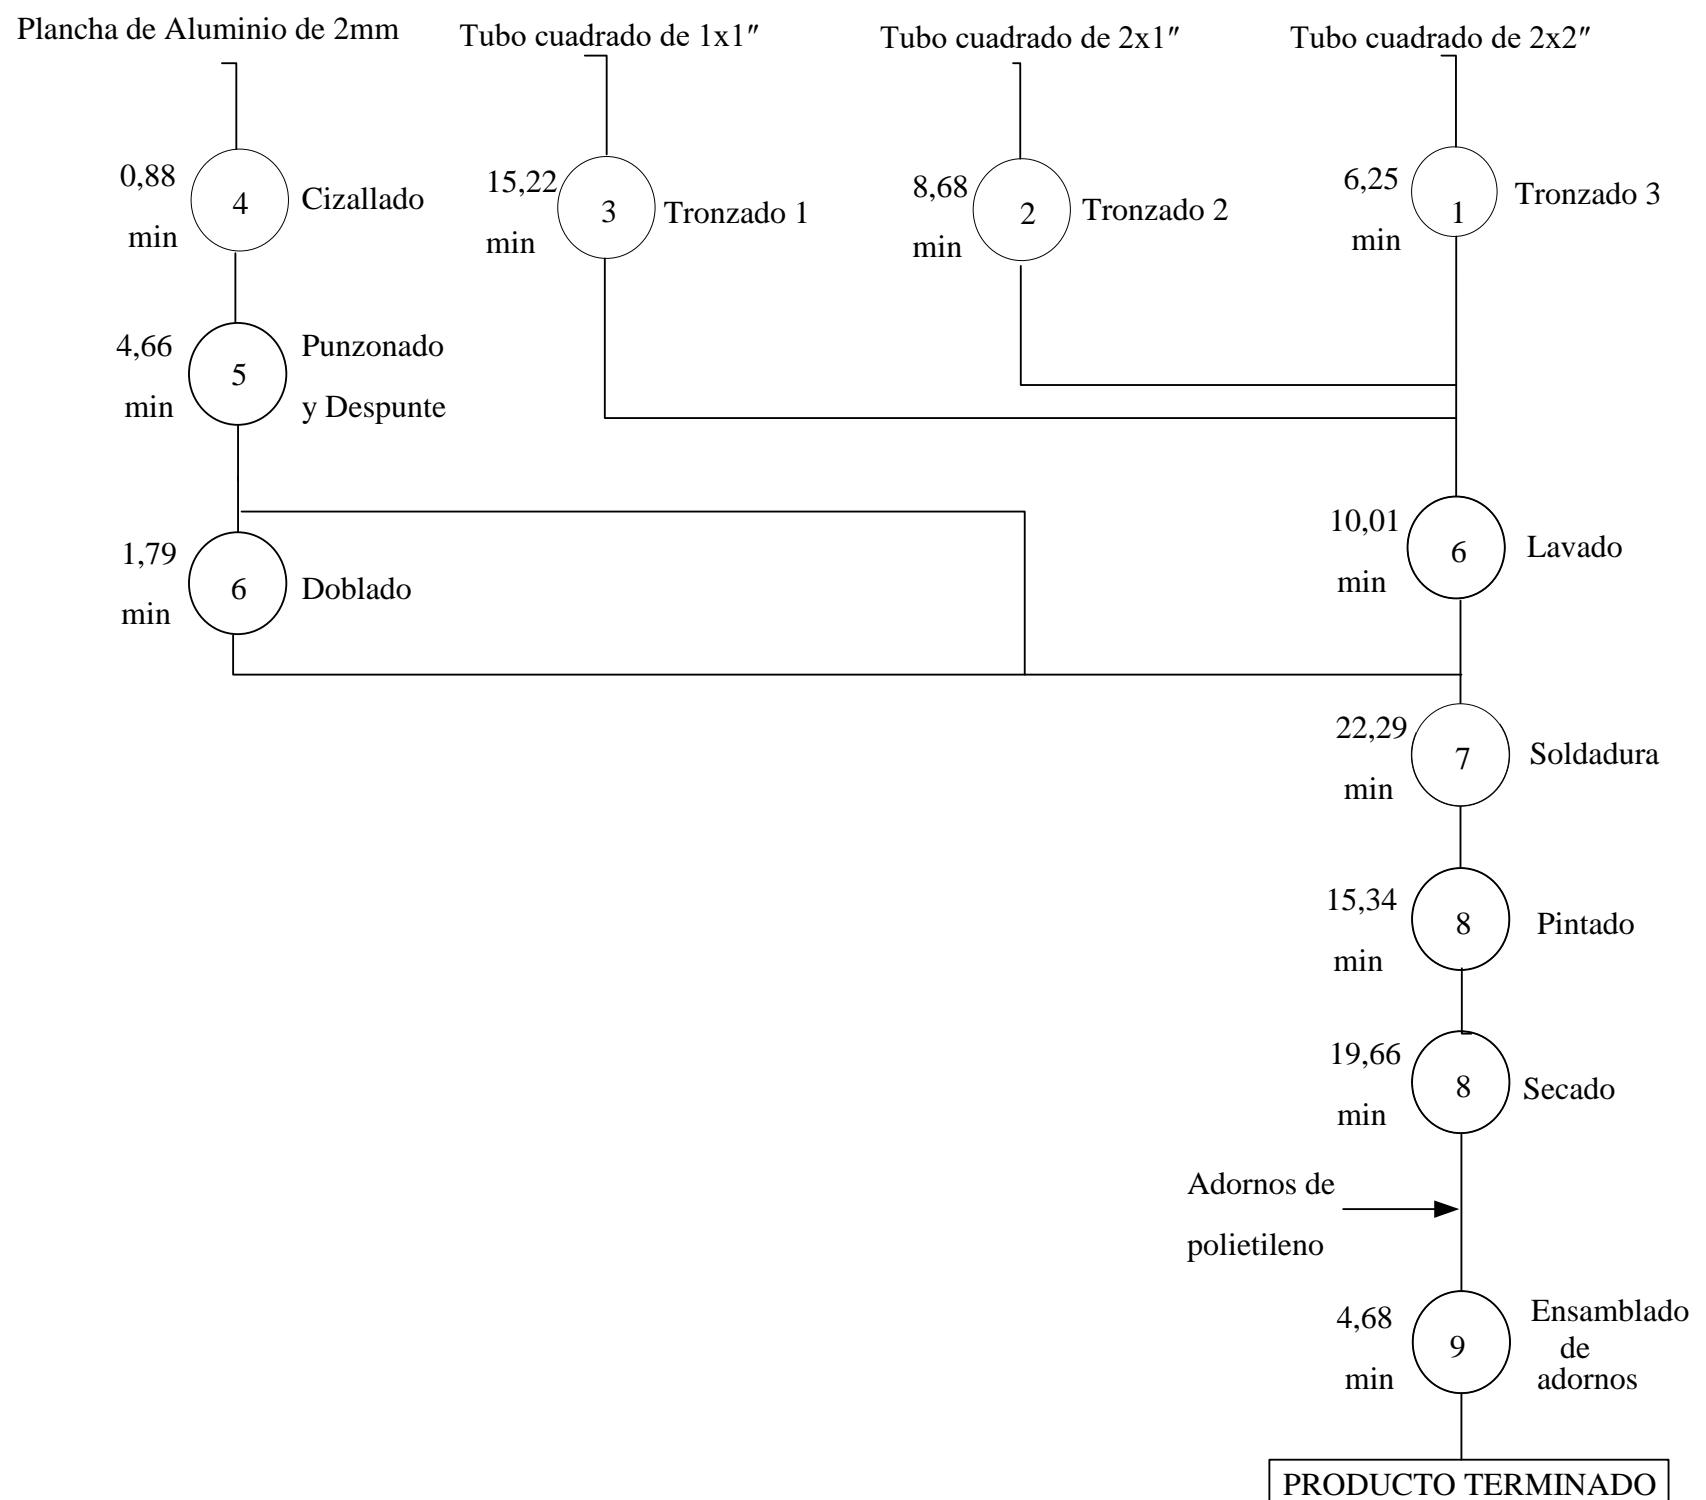 Plancha de Aluminio de 2mm
Tubo cuadrado de 1x1″
Tubo cuadrado de 2x1″
Tubo cuadrado de 2x2″
0,88
min
4
Cizallado
15,22
min
3
Tronzado 1
8,68
min
2
Tronzado 2
6,25
min
1
Tronzado 3
4,66
min
5
Punzonado
y Despunte
1,79
min
6
Doblado
10,01
min
6
Lavado
22,29
min
7
Soldadura
15,34
min
8
Pintado
19,66
min
8
Secado
Adornos de
polietileno
4,68
min
9
Ensamblado
de
adornos
PRODUCTO TERMINADO